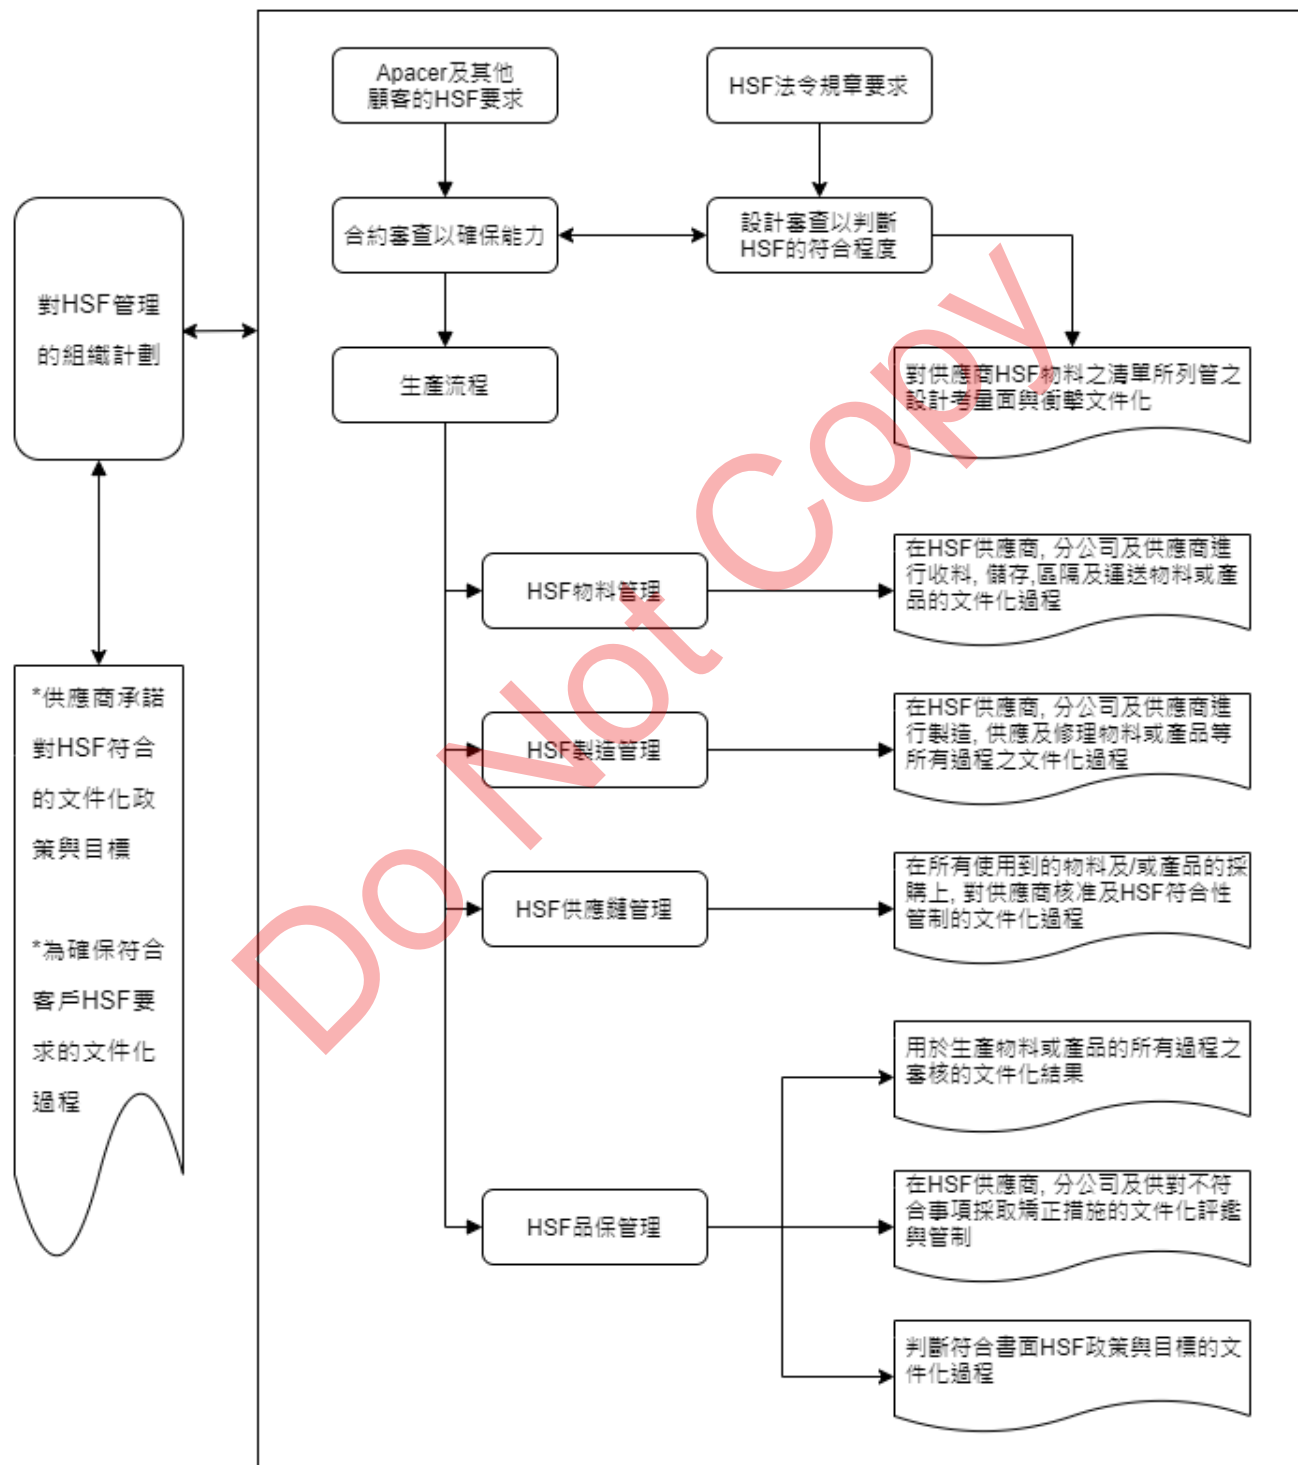 Apacer及其他
顧客的HSF要求
HSF法令規章要求
合約審查以確保能力
設計審查以判斷
HSF的符合程度
對HSF管理
的組織計劃
生產流程
對供應商HSF物料之清單所列管之
設計考量面與衝擊文件化
HSF物料管理
在HSF供應商, 分公司及供應商進
行收料, 儲存,區隔及運送物料或產
品的文件化過程
*供應商承諾
對HSF符合
的文件化政
策與目標
*為確保符合
客戶HSF要
求的文件化
過程
HSF製造管理
在HSF供應商, 分公司及供應商進
行製造, 供應及修理物料或產品等
所有過程之文件化過程
HSF供應鏈管理
在所有使用到的物料及/或產品的採
購上, 對供應商核准及HSF符合性
管制的文件化過程
用於生產物料或產品的所有過程之
審核的文件化結果
HSF品保管理
在HSF供應商, 分公司及供對不符
合事項採取矯正措施的文件化評鑑
與管制
判斷符合書面HSF政策與目標的文
件化過程
Do Not Copy